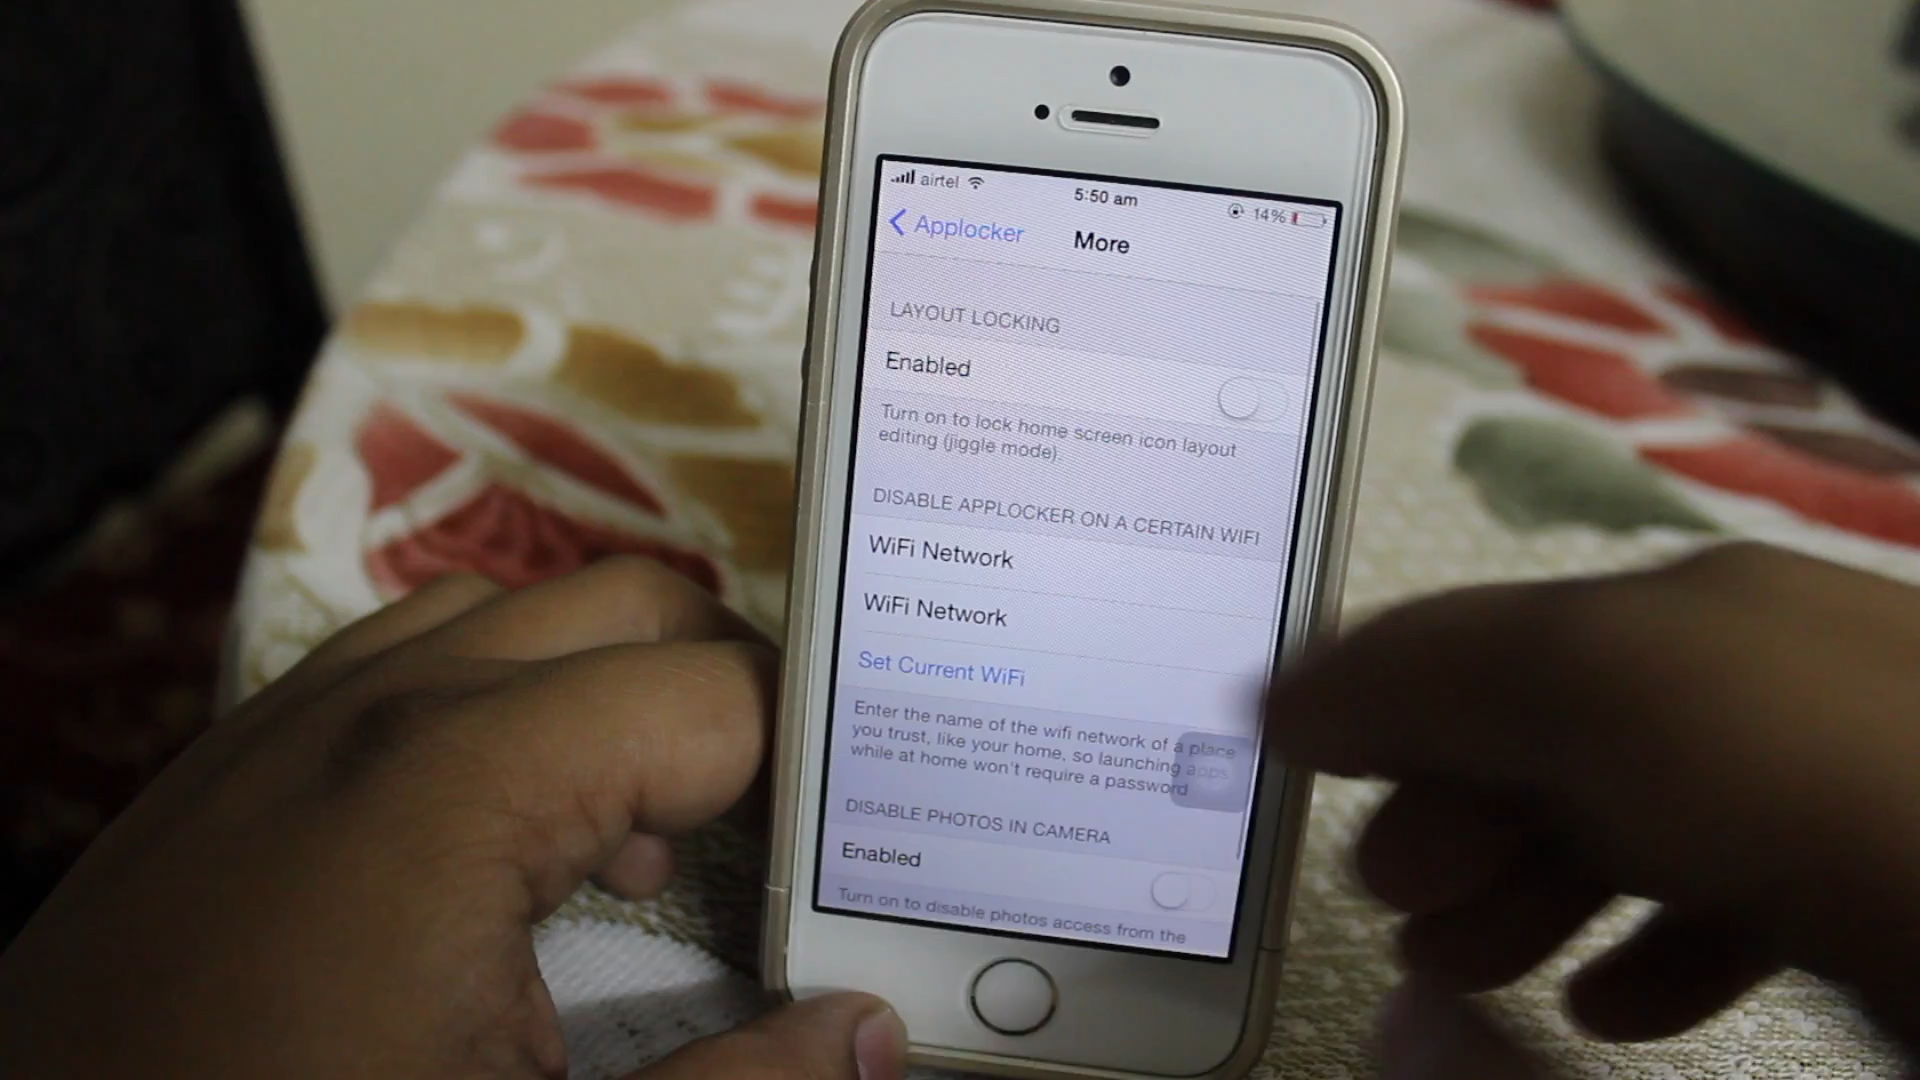 airtel
5:50 am
14%
Applocker
More
LAYOUT LOCKING
Enabled
Turn on to lock home screen icon layout
editing (jiggle mode).
DISABLE APPLOCKER ON A CERTAIN WIFI
WiFi Network
WiFi Network
Set Current WiFi
Enter the name of the wifi network of a place
you trust, like your home, so launching apps
while at home won't require a password
DISABLE PHOTOS IN CAMERA
Enabled
Turn on to disable photos access from the